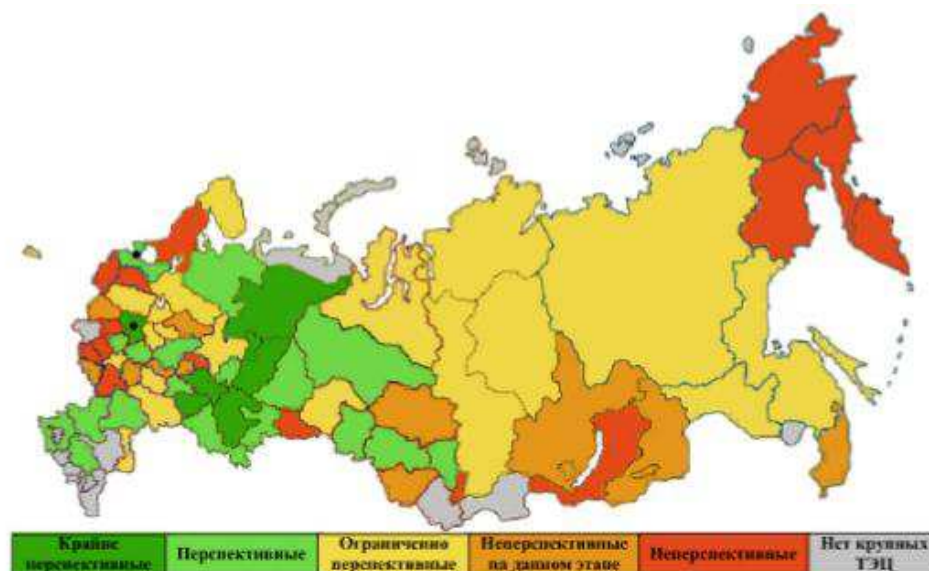 Крайне
перспективные
Перспективные
Ограниченно
перспективные
Неперспективные
на данном этапе
Неперспективные
Нет крупных
ТЭЦ